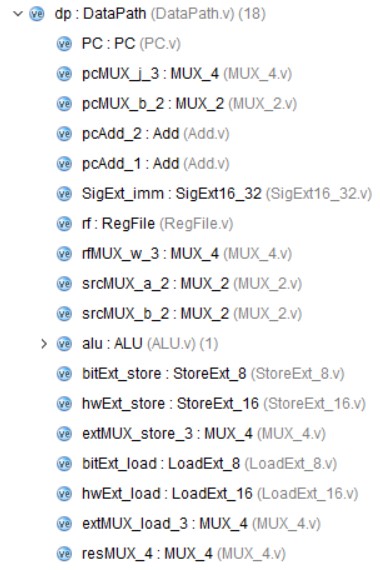 dp : DataPath (DataPath.v) (18)
PC : PC (PC.v)
pcMUX_j_3 : MUX_4 (MUX_4.v)
pcMUX_b_2 : MUX_2 (MUX_2.v)
pcAdd_2 : Add (Add.v)
pcAdd_1 : Add (Add.v)
SigExt_imm : SigExt16_32 (SigExt16_32.v)
rf : RegFile (RegFile.v)
rfMUX_w_3 : MUX_4 (MUX_4.v)
srcMUX_a_2 : MUX_2 (MUX_2.v)
srcMUX_b_2 : MUX_2 (MUX_2.v)
alu : ALU (ALU.v) (1)
bitExt_store : StoreExt_8 (StoreExt_8.v)
hwExt_store : StoreExt_16 (StoreExt_16.v)
extMUX_store_3 : MUX_4 (MUX_4.v)
bitExt_load : LoadExt_8 (LoadExt_8.v)
hwExt_load : LoadExt_16 (LoadExt_16.v)
extMUX_load_3 : MUX_4 (MUX_4.v)
resMUX_4 : MUX_4 (MUX_4.v)